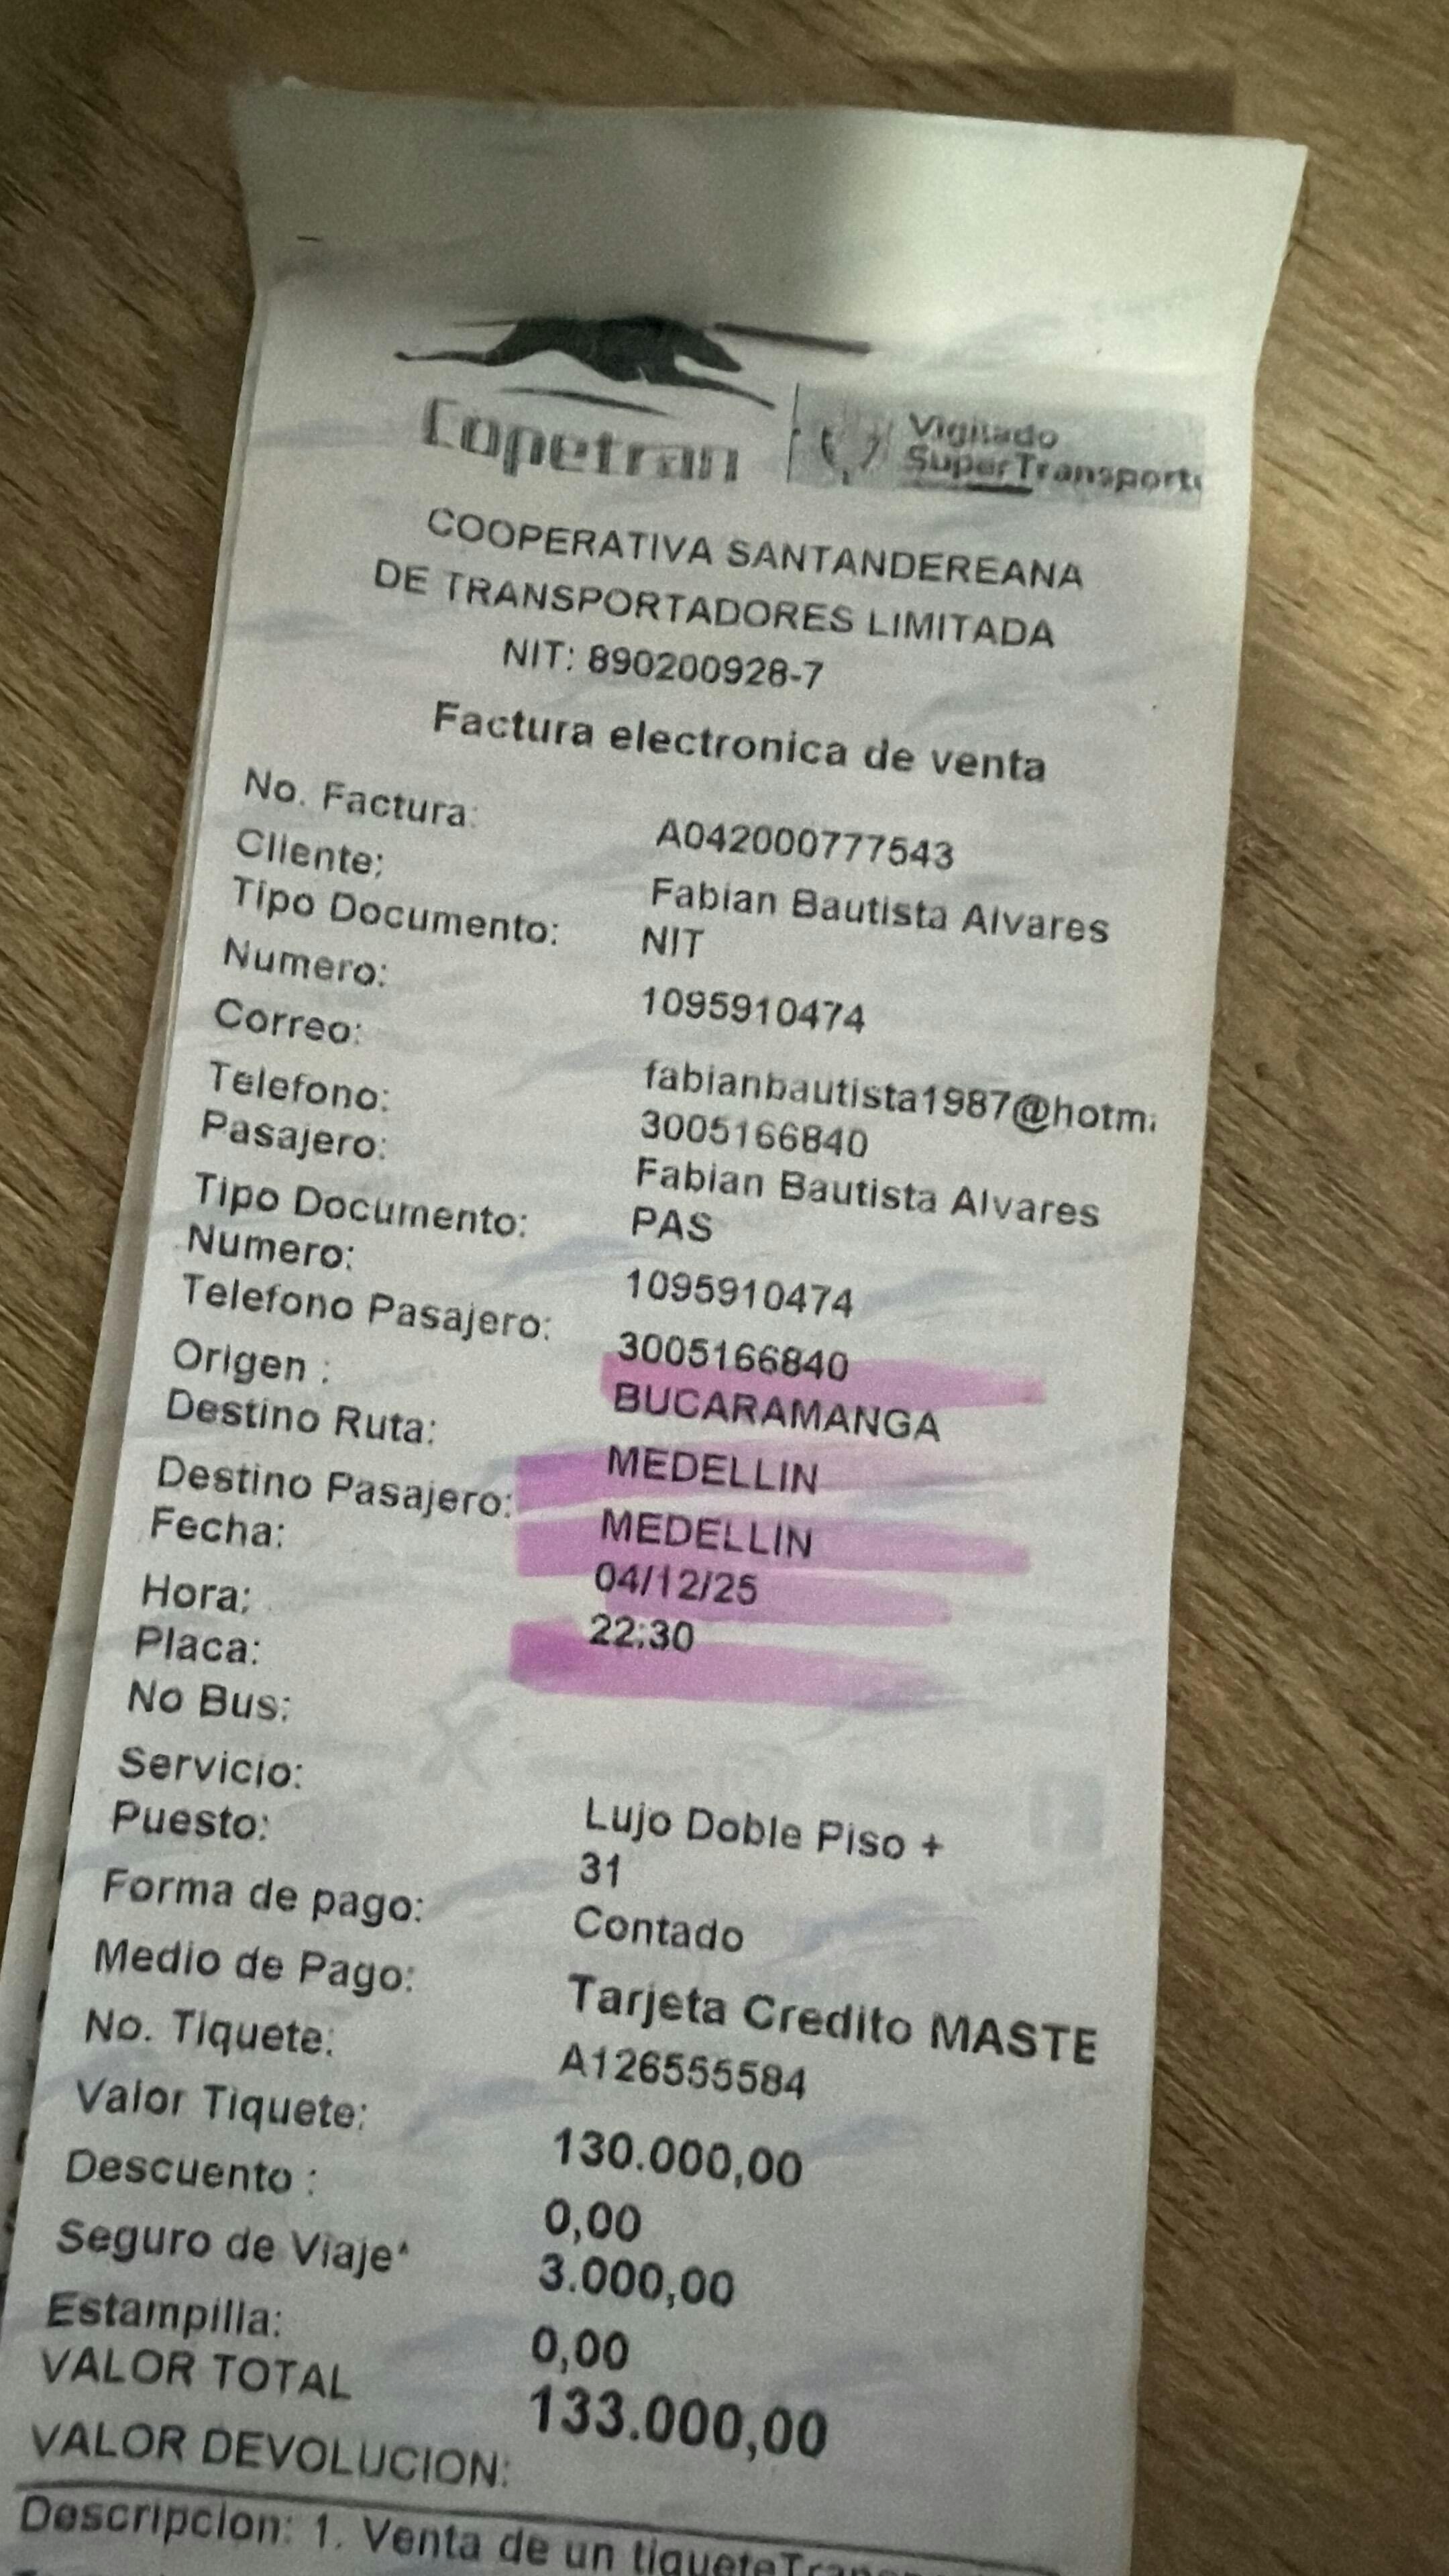 Copetran
Vigilado
SuperTransporte
COOPERATIVA SANTANDEREANA
DE TRANSPORTADORES LIMITADA
NIT: 890200928-7
Factura electronica de venta
No. Factura: A042000777543
Cliente: Fabian Bautista Alvares
Tipo Documento: NIT
Numero: 1095910474
Correo: fabianbautista1987@hotm
Telefono: 3005166840
Pasajero: Fabian Bautista Alvares
Tipo Documento: PAS
Numero: 1095910474
Telefono Pasajero: 3005166840
Origen : BUCARAMANGA
Destino Ruta: MEDELLIN
Destino Pasajero: MEDELLIN
Fecha: 04/12/25
Hora: 22:30
Placa:
No Bus:
Servicio: Lujo Doble Piso +
Puesto: 31
Forma de pago: Contado
Medio de Pago: Tarjeta Credito MASTE
No. Tiquete: A126555584
Valor Tiquete: 130.000,00
Descuento : 0,00
Seguro de Viaje* 3.000,00
Estampilla: 0,00
VALOR TOTAL 133.000,00
VALOR DEVOLUCION:
Descripcion: 1. Venta de un tiquete